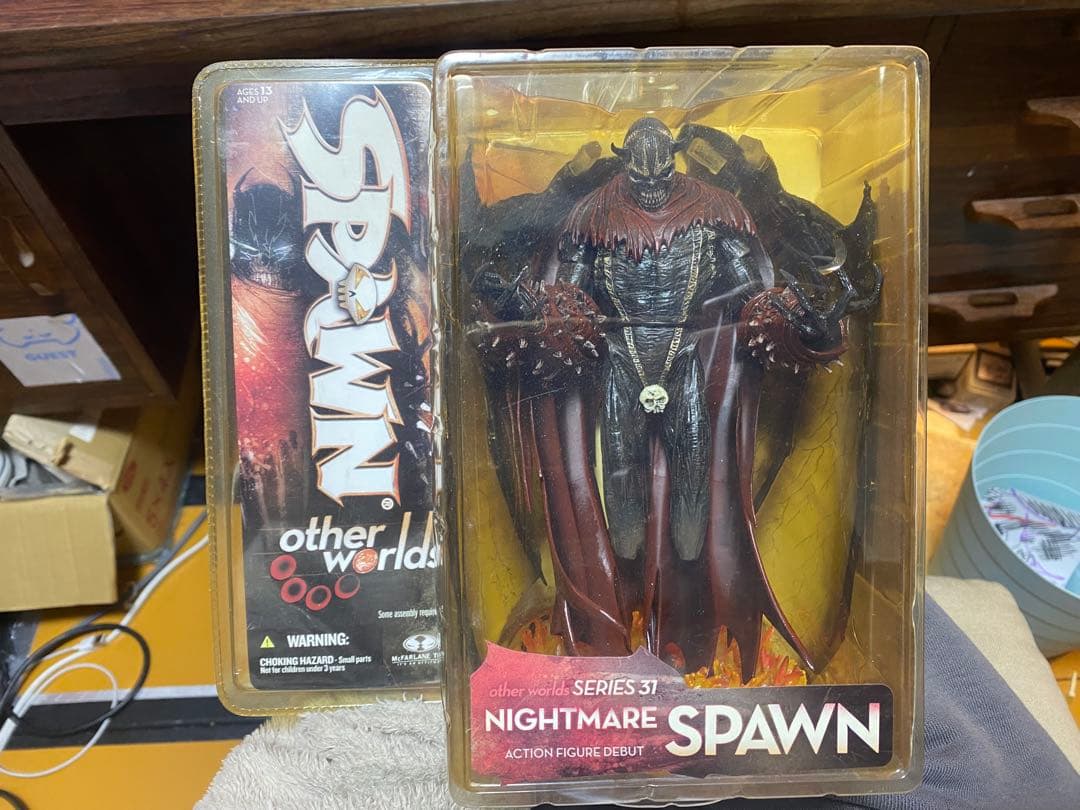 AGES 13
AND UP
SPAWN
®
other
worlds
Some assembly requi
WARNING:
CHOKING HAZARD - Small parts
Not for children under 3 years
McFARLANE T
other worlds SERIES 31
NIGHTMARE SPAWN
ACTION FIGURE DEBUT
GUEST